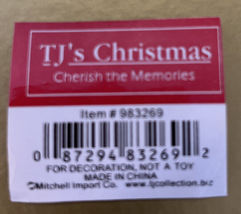 TJ's Christmas
Cherish the Memories
Item # 983269
0 87294 83269 2
FOR DECORATION, NOT A TOY
MADE IN CHINA
©Mitchell Import Co. www.tjcollection.biz